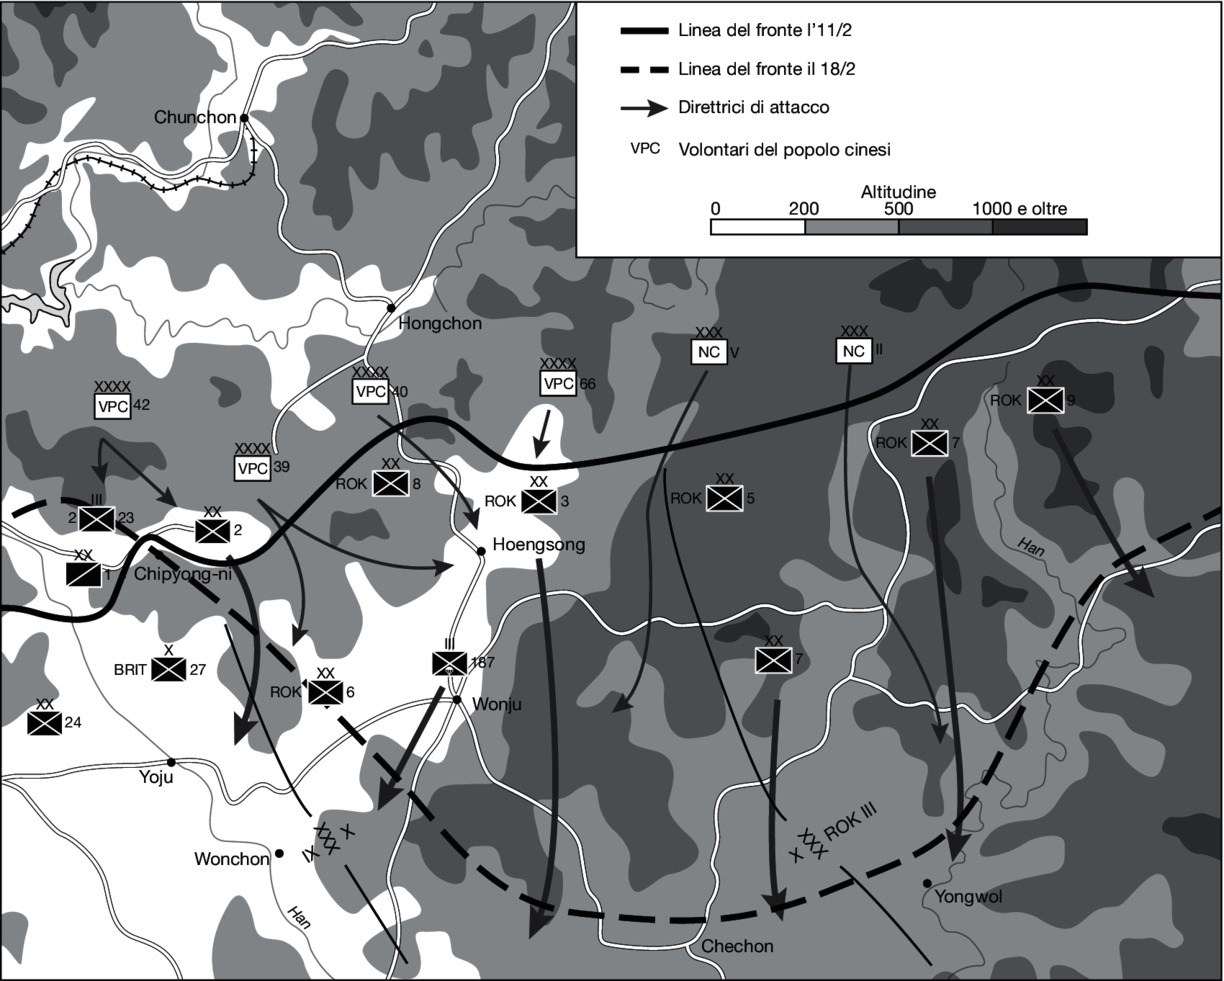 Linea del fronte l'11/2
Linea del fronte il 18/2
Direttrici di attacco
VPC Volontari del popolo cinesi
Altitudine
0 200 500 1000 e oltre
Chunchon
Hongchon
XXXX
VPC 42
XXXX
VPC 39
XXXX
VPC 40
XXXX
VPC 66
XXX
NC V
XXX
NC II
XX
ROK 9
XX
ROK 7
XX
ROK 8
XX
ROK 3
XX
ROK 5
III
2 23
XX
2
XX
1
Chipyong-ni
Hoengsong
Han
X
BRIT 27
XX
ROK 6
III
187
XX
7
XX
24
Wonju
Yoju
Wonchon
IX XXX X
X XXX ROK III
Han
Yongwol
Chechon